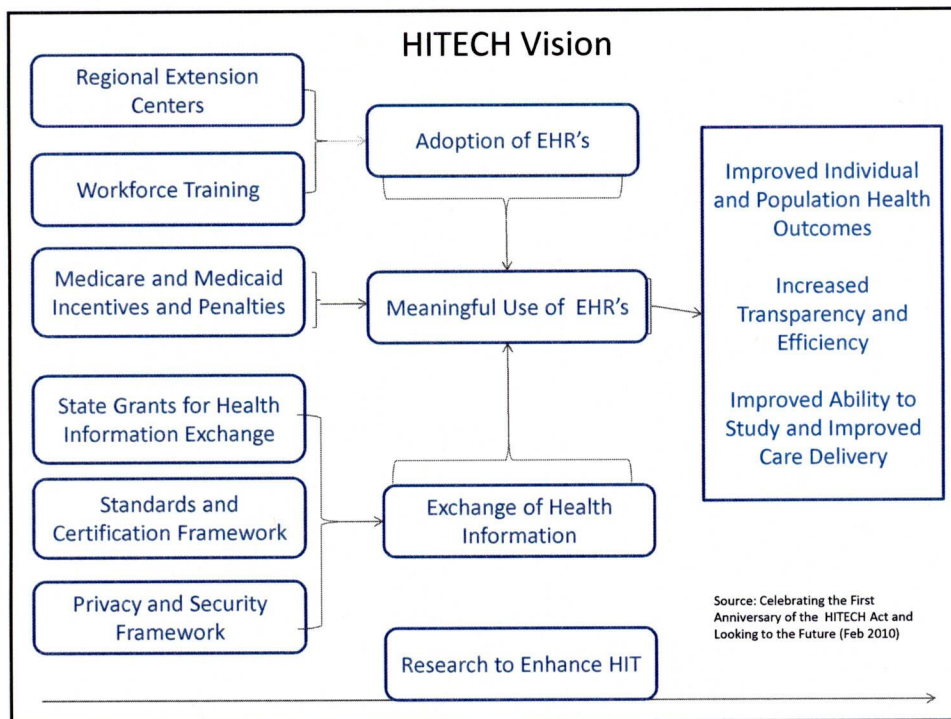 HITECH Vision
Regional Extension
Centers
Workforce Training
Medicare and Medicaid
Incentives and Penalties
State Grants for Health
Information Exchange
Standards and
Certification Framework
Privacy and Security
Framework
Adoption of EHR's
Meaningful Use of EHR's
Exchange of Health
Information
Research to Enhance HIT
Improved Individual
and Population Health
Outcomes
Increased
Transparency and
Efficiency
Improved Ability to
Study and Improved
Care Delivery
Source: Celebrating the First
Anniversary of the HITECH Act and
Looking to the Future (Feb 2010)